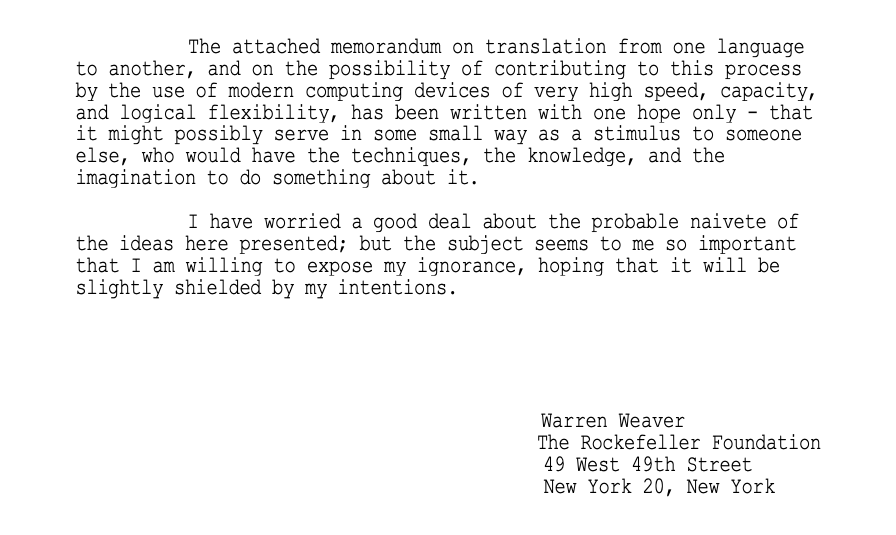 The attached memorandum on translation from one language
to another, and on the possibility of contributing to this process
by the use of modern computing devices of very high speed, capacity,
and logical flexibility, has been written with one hope only - that
it might possibly serve in some small way as a stimulus to someone
else, who would have the techniques, the knowledge, and the
imagination to do something about it.
I have worried a good deal about the probable naivete of
the ideas here presented; but the subject seems to me so important
that I am willing to expose my ignorance, hoping that it will be
slightly shielded by my intentions.
Warren Weaver
The Rockefeller Foundation
49 West 49th Street
New York 20, New York